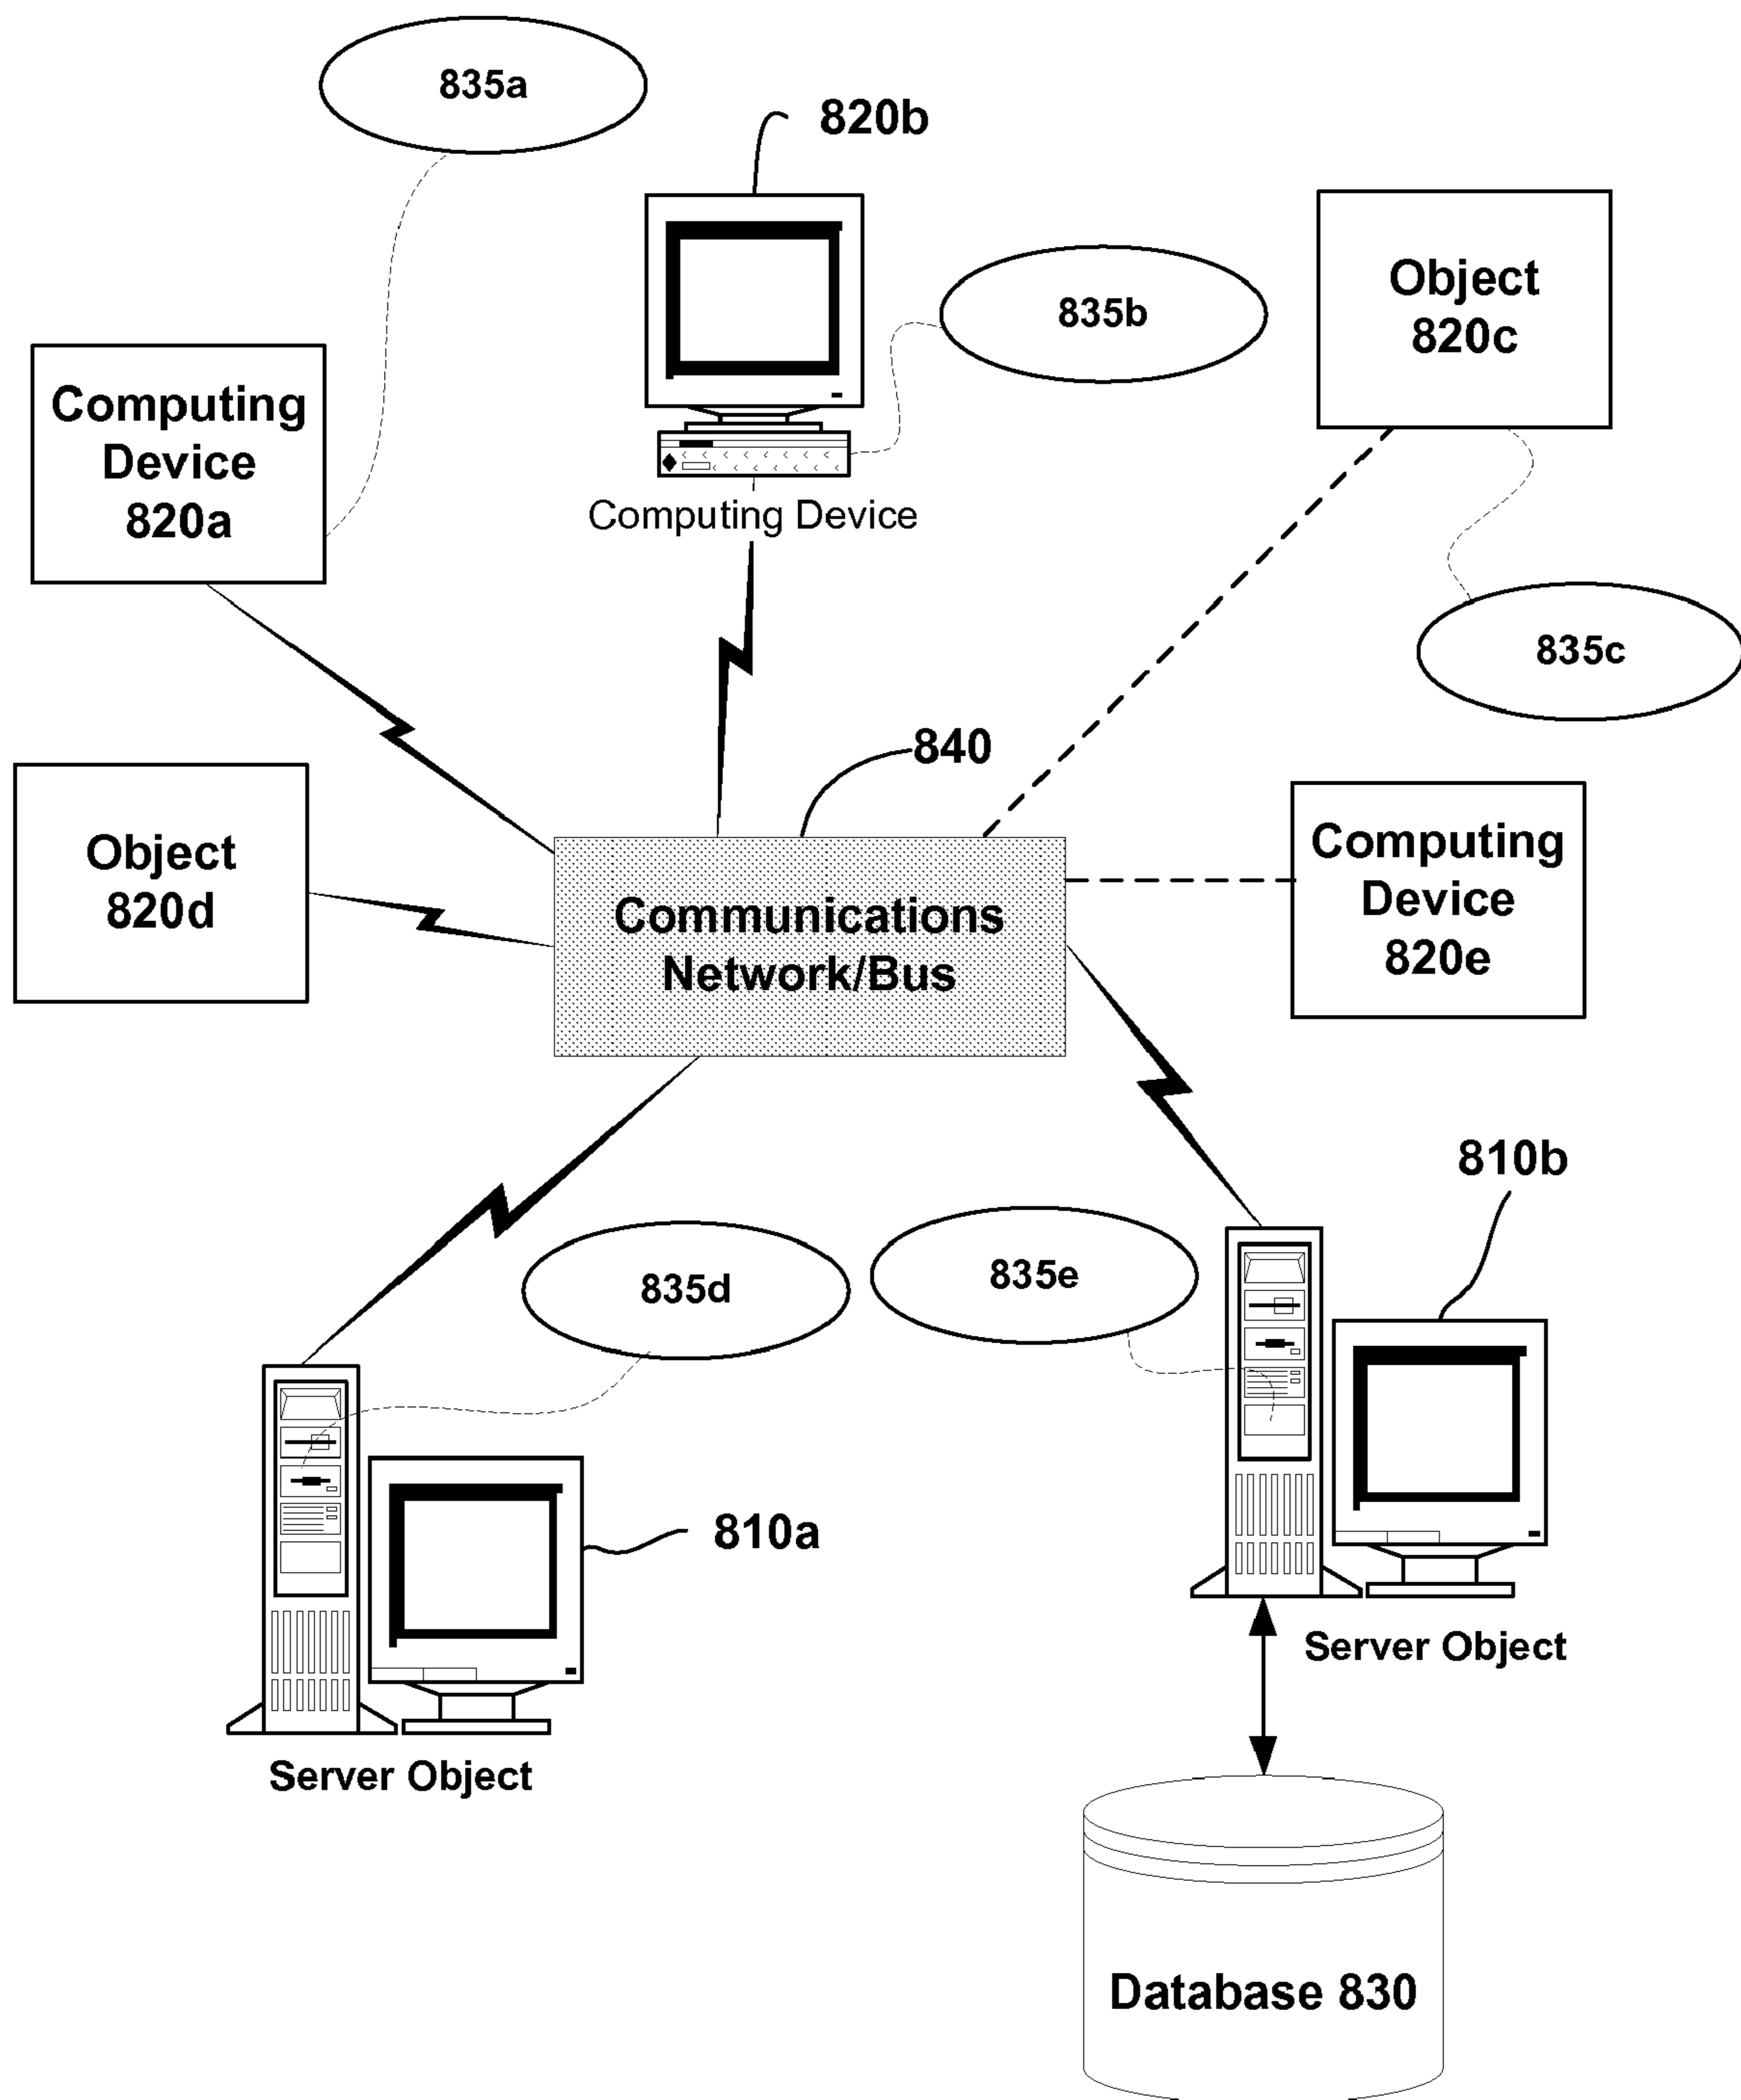 835a
820b
835b
Object
820c
Computing
Device
820a
Computing Device
835c
840
Object
820d
Communications
Network/Bus
Computing
Device
820e
810b
835d
835e
810a
Server Object
Server Object
Database 830